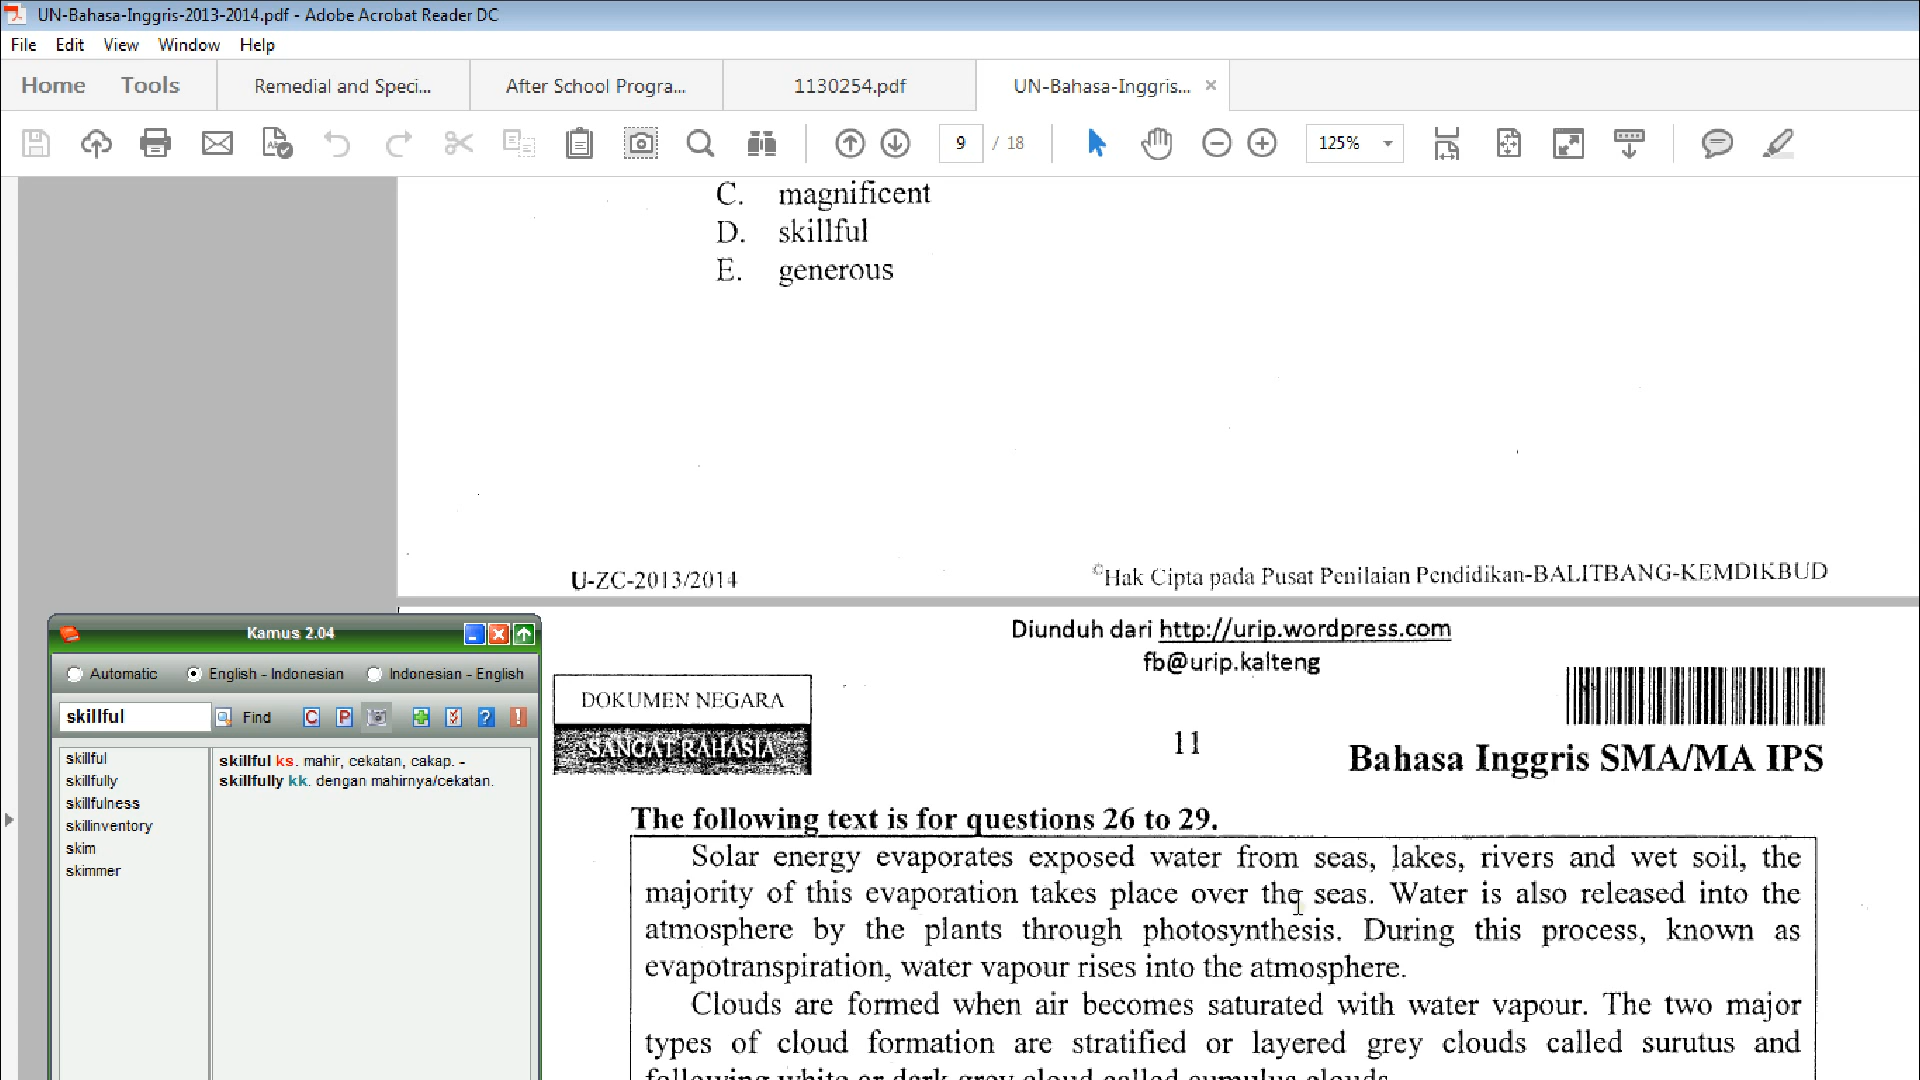 UN-Bahasa-Inggris-2013-2014.pdf - Adobe Acrobat Reader DC
File Edit View Window Help
Home Tools Remedial and Speci... After School Progra... 1130254.pdf UN-Bahasa-Inggris... ×
9 / 18 125%
C. magnificent
D. skillful
E. generous
U-ZC-2013/2014 ©Hak Cipta pada Pusat Penilaian Pendidikan-BALITBANG-KEMDIKBUD
Kamus 2.04
Automatic English - Indonesian Indonesian - English
skillful Find C P ? !
skillful
skillfully
skillfulness
skillinventory
skim
skimmer
skillful ks. mahir, cekatan, cakap. -
skillfully kk. dengan mahirnya/cekatan.
Diunduh dari http://urip.wordpress.com
fb@urip.kalteng
DOKUMEN NEGARA
SANGAT RAHASIA
11
Bahasa Inggris SMA/MA IPS
The following text is for questions 26 to 29.
Solar energy evaporates exposed water from seas, lakes, rivers and wet soil, the
majority of this evaporation takes place over the seas. Water is also released into the
atmosphere by the plants through photosynthesis. During this process, known as
evapotranspiration, water vapour rises into the atmosphere.
Clouds are formed when air becomes saturated with water vapour. The two major
types of cloud formation are stratified or layered grey clouds called surutus and
following white or dark grey cloud called cumulus clouds.